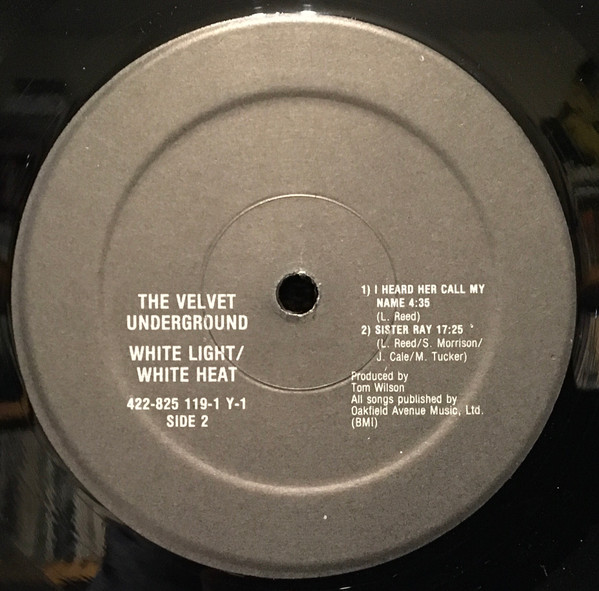 THE VELVET
UNDERGROUND
WHITE LIGHT/
WHITE HEAT
422-825 119-1 Y-1
SIDE 2
1) I HEARD HER CALL MY
NAME 4:35
(L. Reed)
2) SISTER RAY 17:25
(L. Reed/S. Morrison/
J. Cale/M. Tucker)
Produced by
Tom Wilson
All songs published by
Oakfield Avenue Music, Ltd.
(BMI)